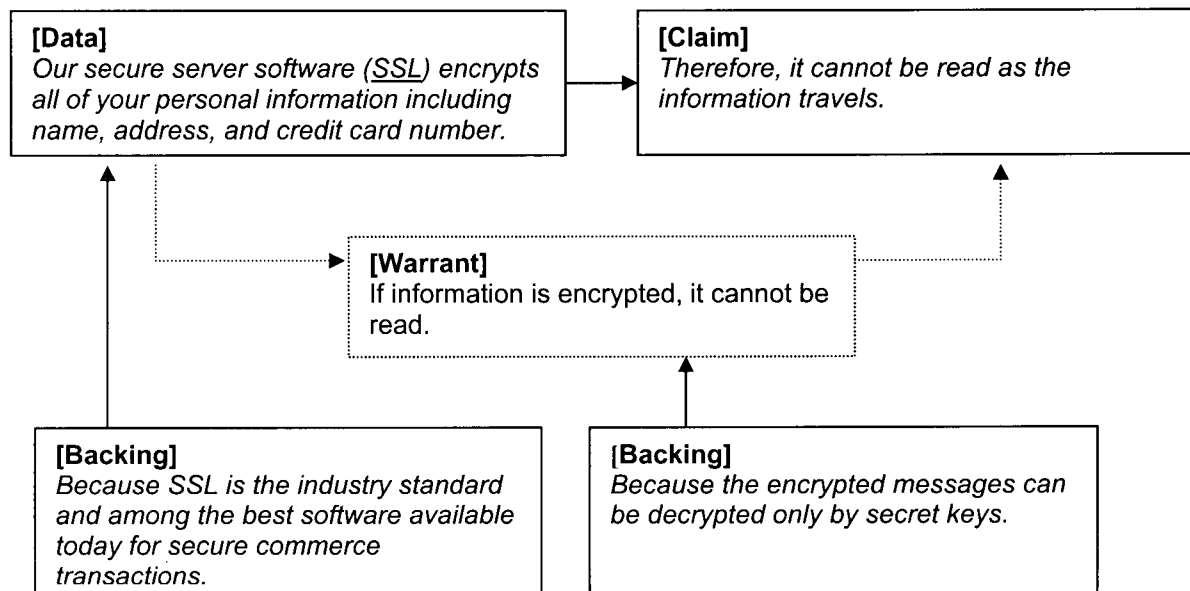 [Data]
Our secure server software (SSL) encrypts
all of your personal information including
name, address, and credit card number.
[Claim]
Therefore, it cannot be read as the
information travels.
[Warrant]
If information is encrypted, it cannot be
read.
[Backing]
Because SSL is the industry standard
and among the best software available
today for secure commerce
transactions.
[Backing]
Because the encrypted messages can
be decrypted only by secret keys.